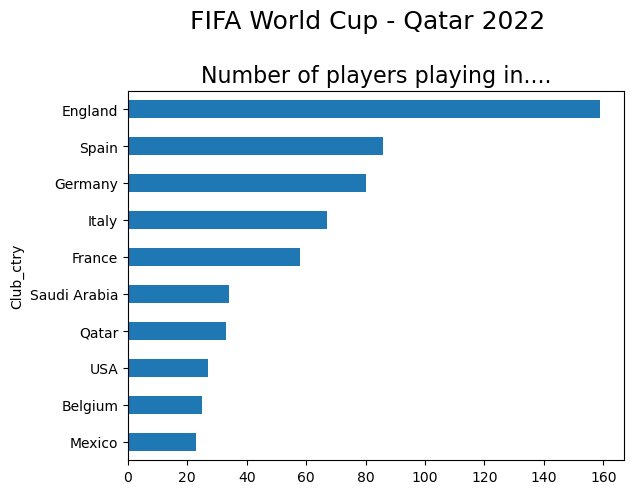 FIFA World Cup - Qatar 2022
Number of players playing in....
England
Spain
Germany
Italy
France
Saudi Arabia
Qatar
USA
Belgium
Mexico
Club_ctry
0 20 40 60 80 100 120 140 160